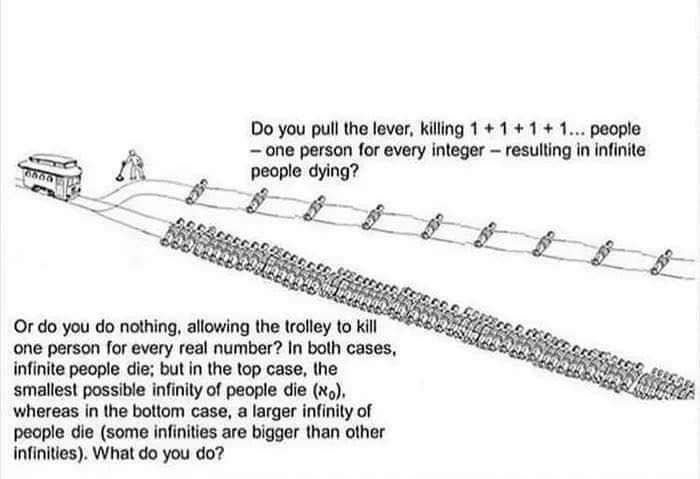 Do you pull the lever, killing 1 + 1 + 1 + 1... people
– one person for every integer – resulting in infinite
people dying?
Or do you do nothing, allowing the trolley to kill
one person for every real number? In both cases,
infinite people die; but in the top case, the
smallest possible infinity of people die (ℵ₀),
whereas in the bottom case, a larger infinity of
people die (some infinities are bigger than other
infinities). What do you do?